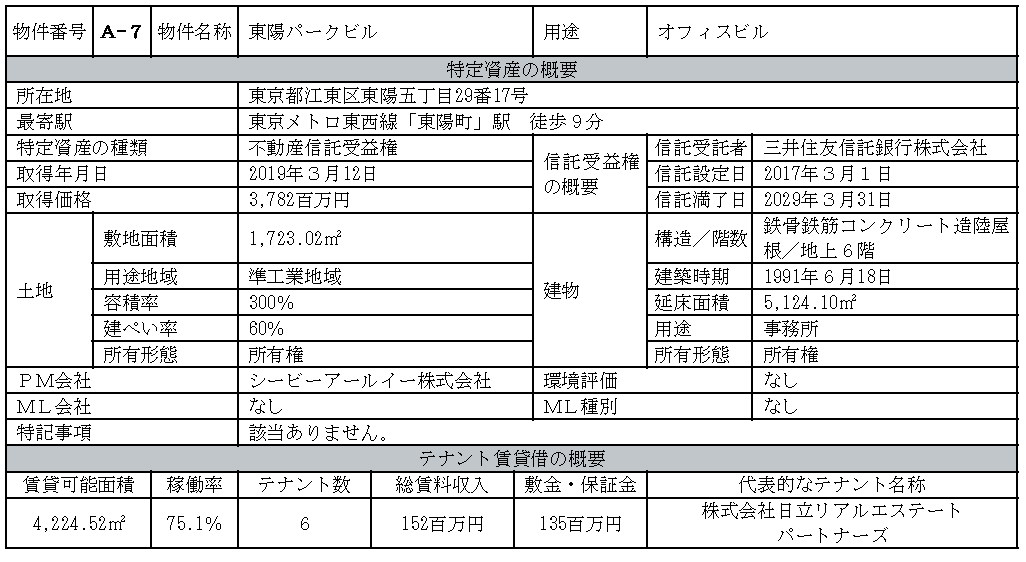 物件番号 A-7 物件名称 東陽パークビル 用途 オフィスビル
特定資産の概要
所在地 東京都江東区東陽五丁目29番17号
最寄駅 東京メトロ東西線「東陽町」駅　徒歩９分
特定資産の種類 不動産信託受益権 信託受益権の概要 信託受託者 三井住友信託銀行株式会社
取得年月日 2019年３月12日 信託設定日 2017年３月１日
取得価格 3,782百万円 信託満了日 2029年３月31日
土地 敷地面積 1,723.02㎡ 建物 構造／階数 鉄骨鉄筋コンクリート造陸屋
根／地上６階
用途地域 準工業地域 建築時期 1991年６月18日
容積率 300% 延床面積 5,124.10㎡
建ぺい率 60% 用途 事務所
所有形態 所有権 所有形態 所有権
ＰＭ会社 シービーアールイー株式会社 環境評価 なし
ＭＬ会社 なし ＭＬ種別 なし
特記事項 該当ありません。
テナント賃貸借の概要
賃貸可能面積 稼働率 テナント数 総賃料収入 敷金・保証金 代表的なテナント名称
4,224.52㎡ 75.1% ６ 152百万円 135百万円 株式会社日立リアルエステート
パートナーズ